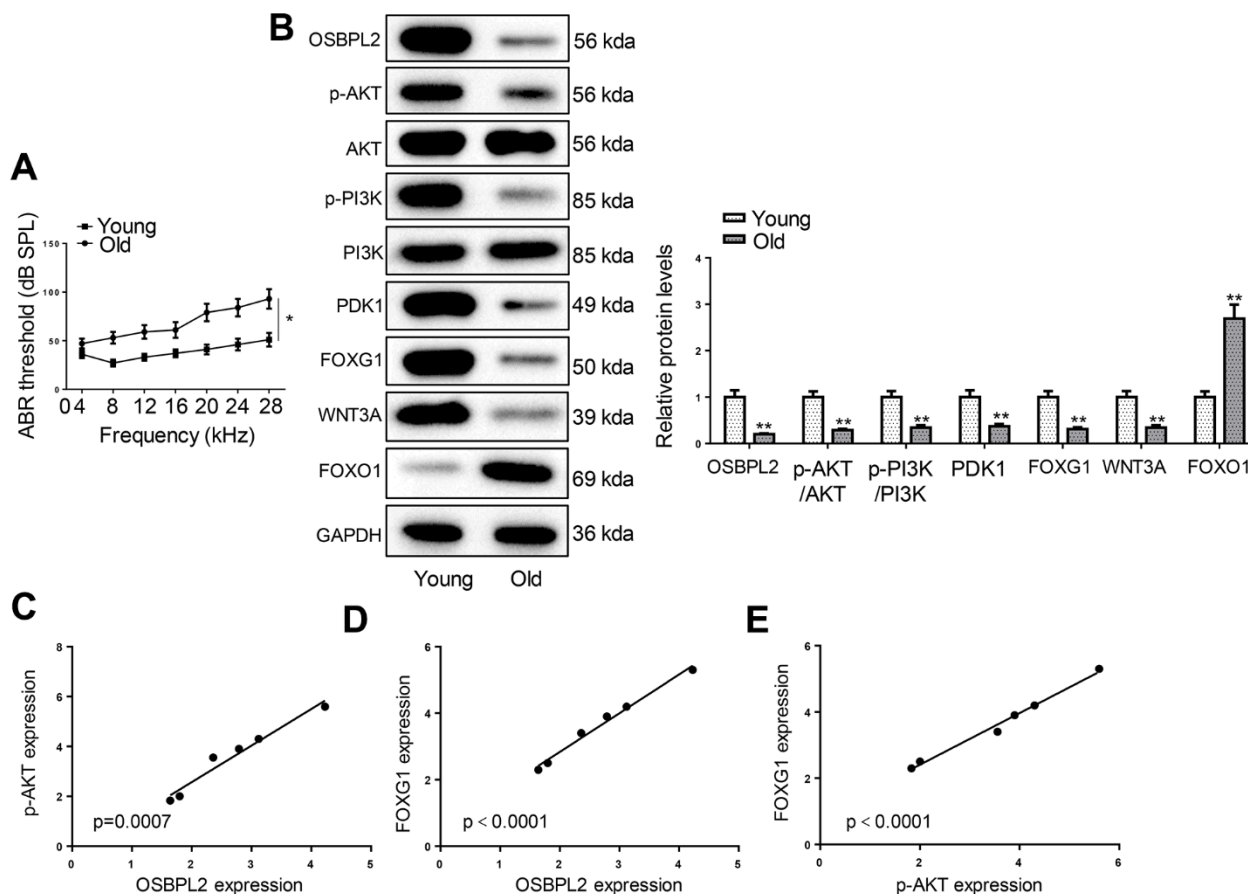 A
Young
Old
ABR threshold (dB SPL)
150
100
50
0
0 4 8 12 16 20 24 28
Frequency (kHz)
*
B
OSBPL2 56 kda
p-AKT 56 kda
AKT 56 kda
p-PI3K 85 kda
PI3K 85 kda
PDK1 49 kda
FOXG1 50 kda
WNT3A 39 kda
FOXO1 69 kda
GAPDH 36 kda
Young Old
Young
Old
Relative protein levels
4
3
2
1
0
** ** ** ** ** ** **
OSBPL2 p-AKT p-PI3K PDK1 FOXG1 WNT3A FOXO1
/AKT /PI3K
C
p-AKT expression
8
6
4
2
0
p=0.0007
0 1 2 3 4 5
OSBPL2 expression
D
FOXG1 expression
6
4
2
0
p < 0.0001
0 1 2 3 4 5
OSBPL2 expression
E
FOXG1 expression
6
4
2
0
p < 0.0001
0 2 4 6
p-AKT expression